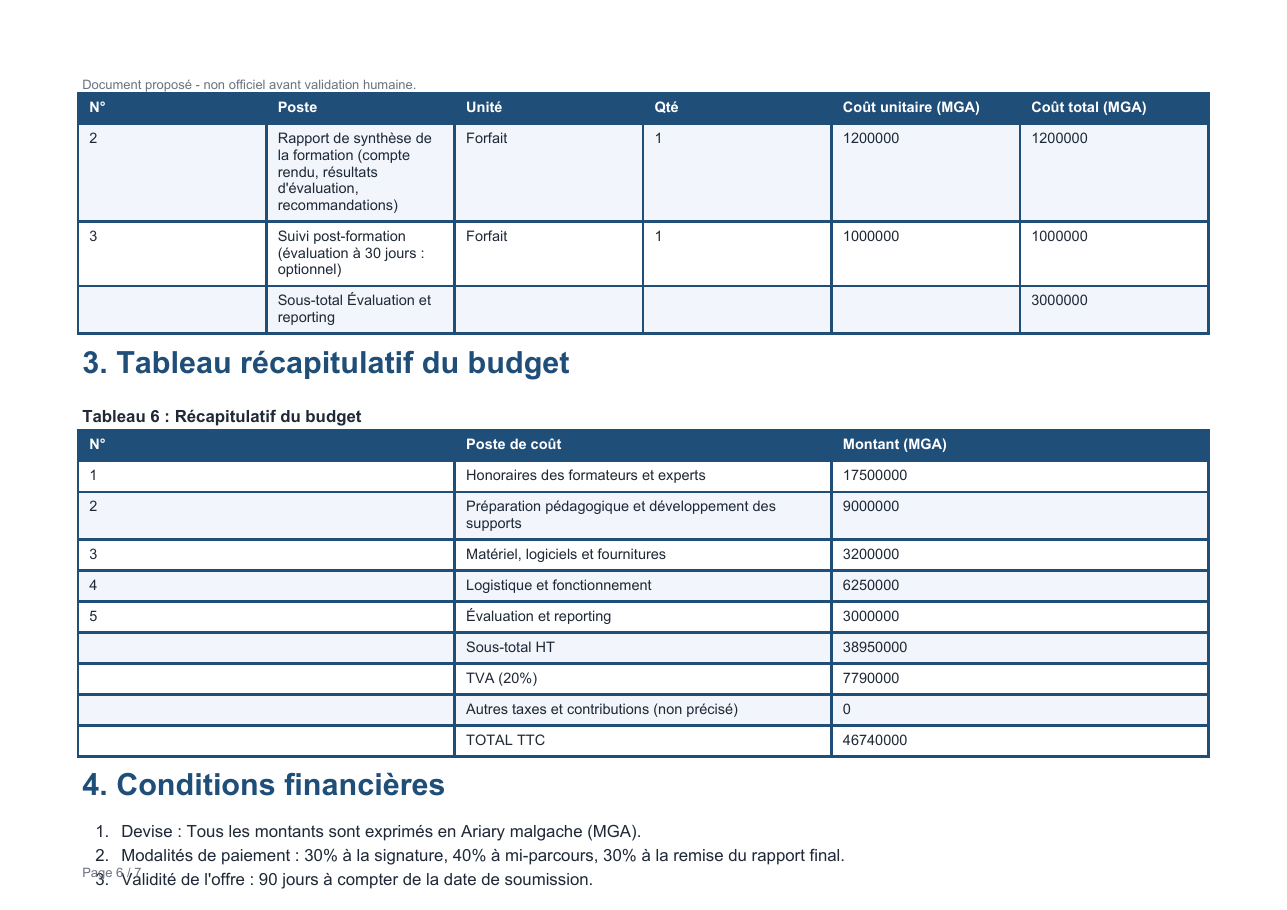 Document proposé - non officiel avant validation humaine.
N° Poste Unité Qté Coût unitaire (MGA) Coût total (MGA)
2 Rapport de synthèse de Forfait 1 1200000 1200000
la formation (compte
rendu, résultats
d'évaluation,
recommandations)
3 Suivi post-formation Forfait 1 1000000 1000000
(évaluation à 30 jours :
optionnel)
Sous-total Évaluation et 3000000
reporting
3. Tableau récapitulatif du budget
Tableau 6 : Récapitulatif du budget
N° Poste de coût Montant (MGA)
1 Honoraires des formateurs et experts 17500000
2 Préparation pédagogique et développement des 9000000
supports
3 Matériel, logiciels et fournitures 3200000
4 Logistique et fonctionnement 6250000
5 Évaluation et reporting 3000000
Sous-total HT 38950000
TVA (20%) 7790000
Autres taxes et contributions (non précisé) 0
TOTAL TTC 46740000
4. Conditions financières
1. Devise : Tous les montants sont exprimés en Ariary malgache (MGA).
2. Modalités de paiement : 30% à la signature, 40% à mi-parcours, 30% à la remise du rapport final.
3. Validité de l'offre : 90 jours à compter de la date de soumission.
Page 6 / 7